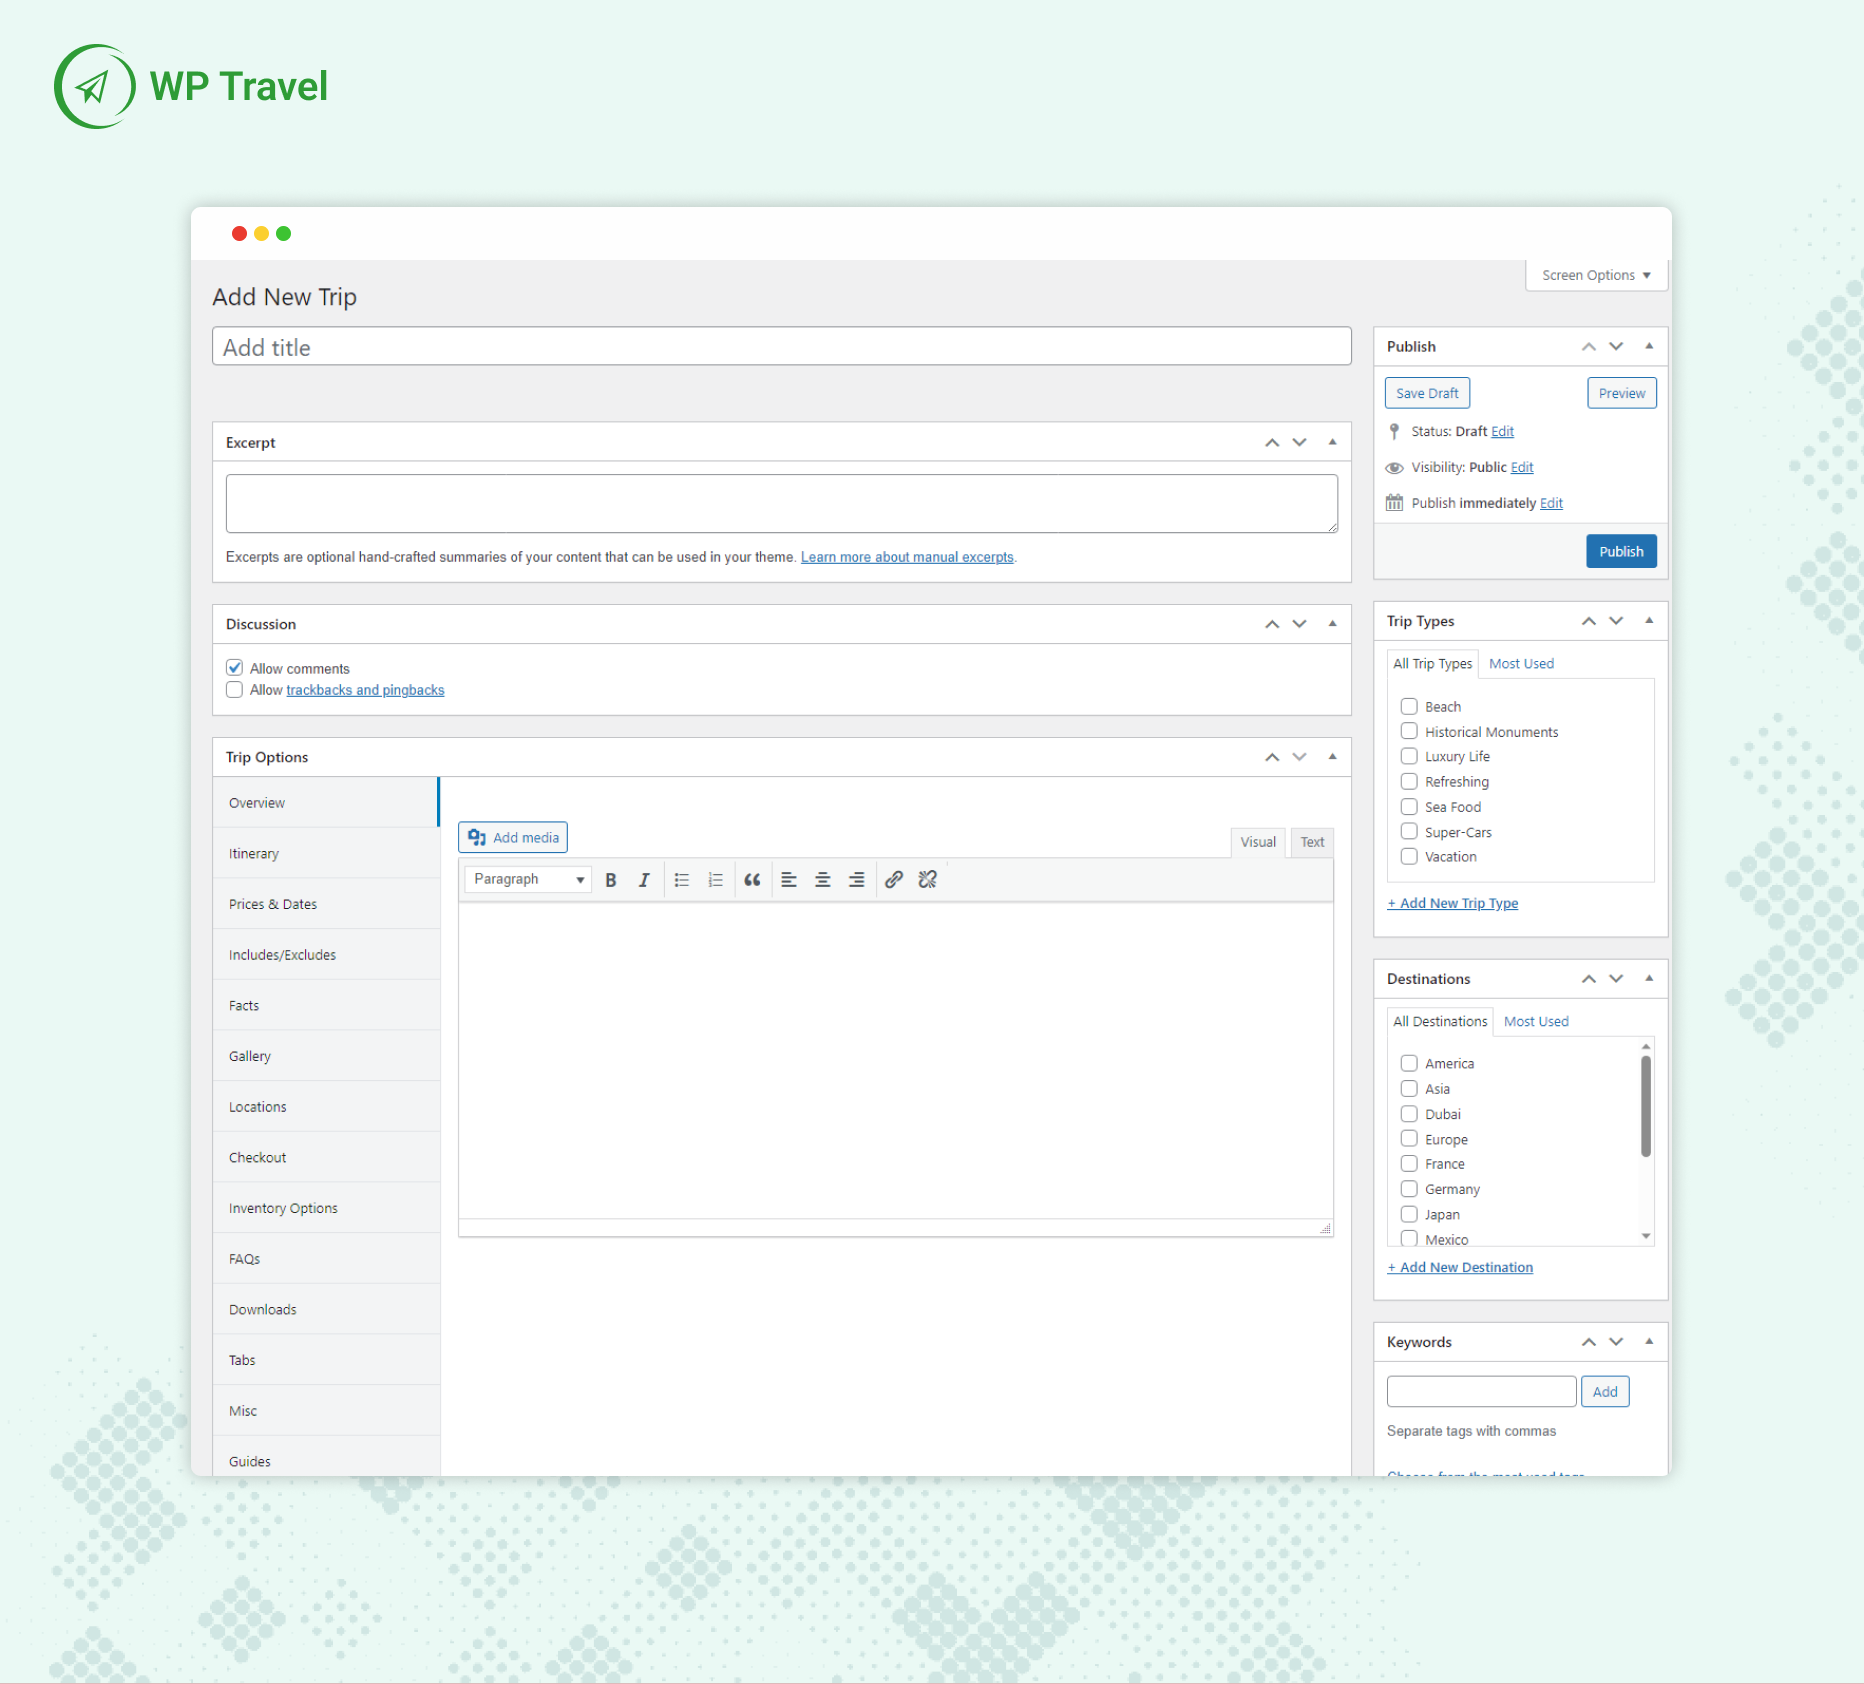 WP Travel
Screen Options
Add New Trip
Add title
Excerpt
Excerpts are optional hand-crafted summaries of your content that can be used in your theme. Learn more about manual excerpts.
Discussion
Allow comments
Allow trackbacks and pingbacks
Trip Options
Overview
Itinerary
Prices & Dates
Includes/Excludes
Facts
Gallery
Locations
Checkout
Inventory Options
FAQs
Downloads
Tabs
Misc
Guides
Add media
Visual Text
Paragraph B I
Publish
Save Draft Preview
Status: Draft Edit
Visibility: Public Edit
Publish immediately Edit
Publish
Trip Types
All Trip Types Most Used
Beach
Historical Monuments
Luxury Life
Refreshing
Sea Food
Super-Cars
Vacation
+ Add New Trip Type
Destinations
All Destinations Most Used
America
Asia
Dubai
Europe
France
Germany
Japan
Mexico
+ Add New Destination
Keywords
Add
Separate tags with commas
Choose from the most used tags